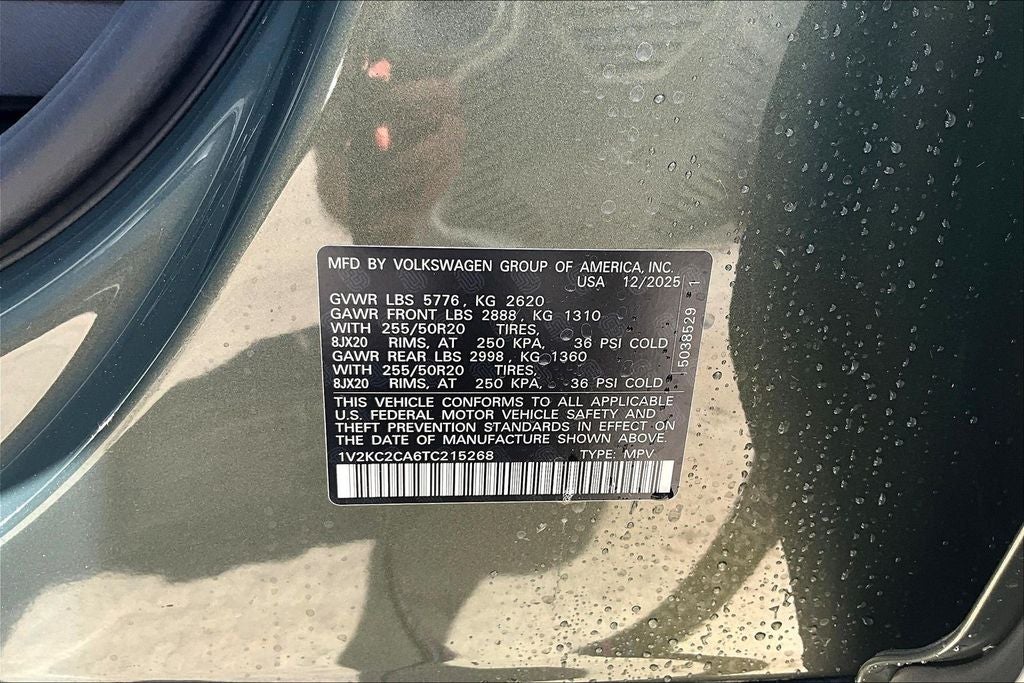 MFD BY VOLKSWAGEN GROUP OF AMERICA, INC.
USA 12/2025
GVWR LBS 5776, KG 2620
GAWR FRONT LBS 2888, KG 1310
WITH 255/50R20 TIRES,
8JX20 RIMS, AT 250 KPA, 36 PSI COLD
GAWR REAR LBS 2998, KG 1360
WITH 255/50R20 TIRES,
8JX20 RIMS, AT 250 KPA, 36 PSI COLD
THIS VEHICLE CONFORMS TO ALL APPLICABLE
U.S. FEDERAL MOTOR VEHICLE SAFETY AND
THEFT PREVENTION STANDARDS IN EFFECT ON
THE DATE OF MANUFACTURE SHOWN ABOVE.
1V2KC2CA6TC215268 TYPE: MPV
5038529 1